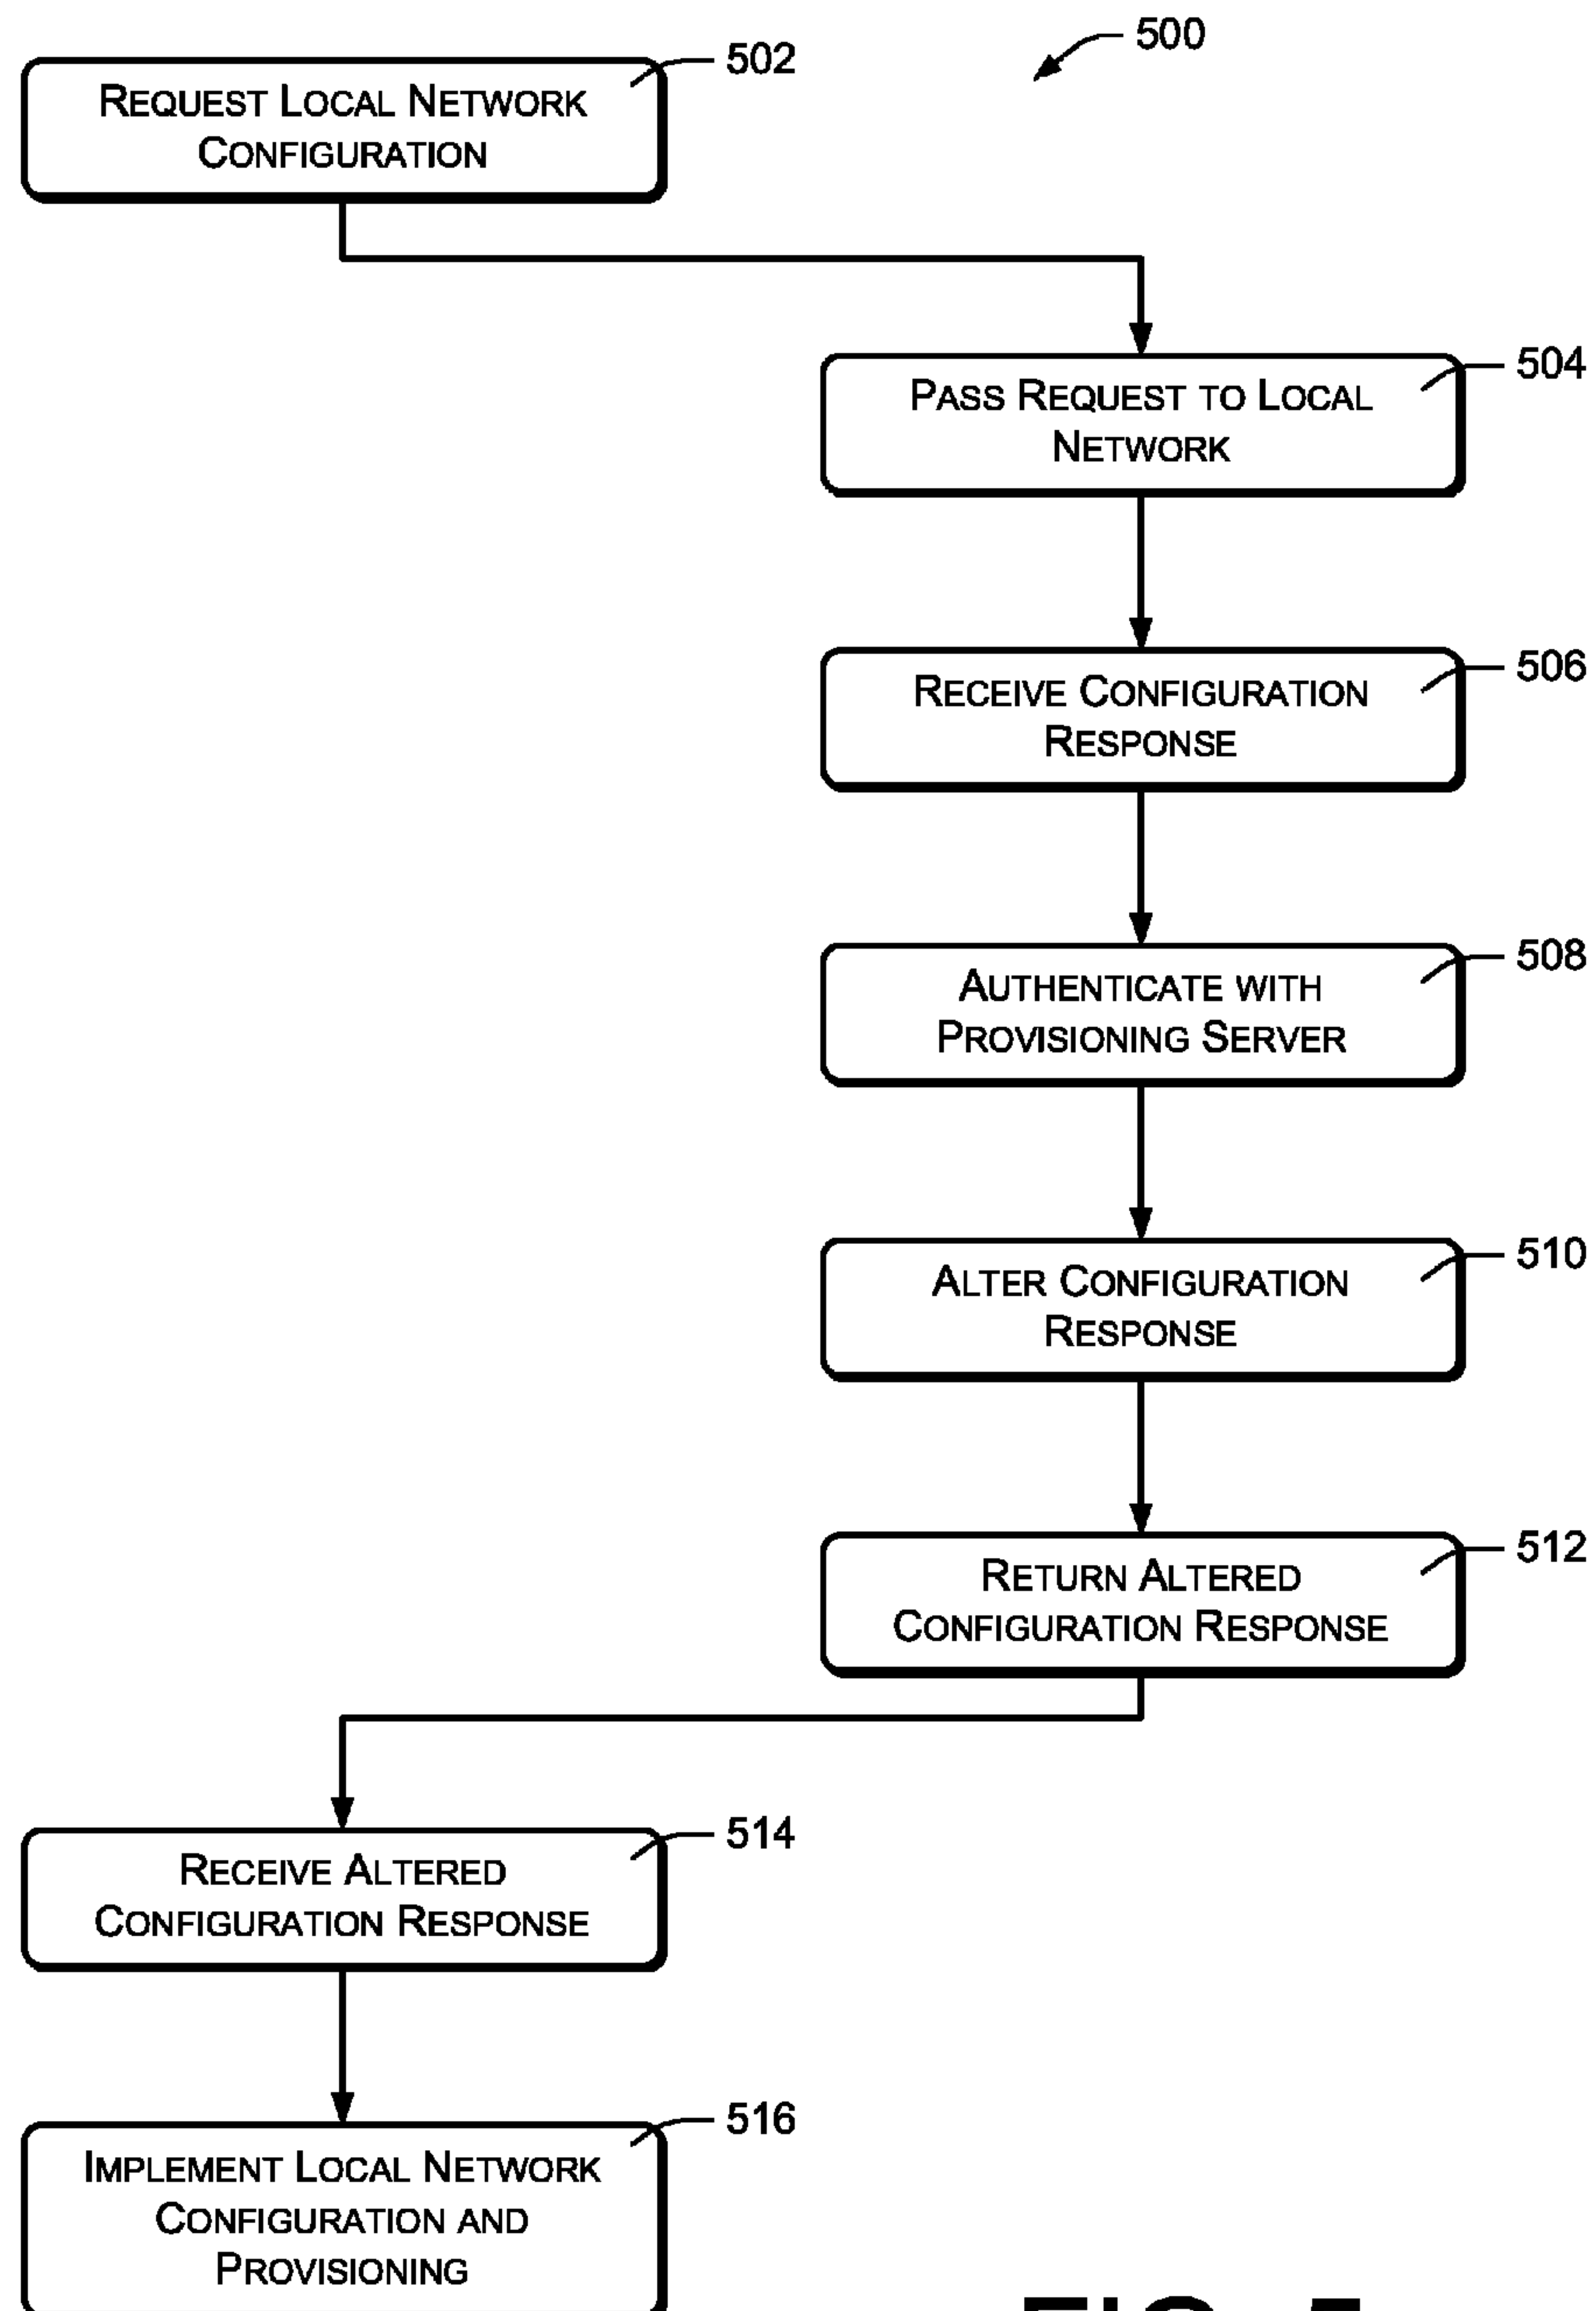 500
502
REQUEST LOCAL NETWORK
CONFIGURATION
504
PASS REQUEST TO LOCAL
NETWORK
506
RECEIVE CONFIGURATION
RESPONSE
508
AUTHENTICATE WITH
PROVISIONING SERVER
510
ALTER CONFIGURATION
RESPONSE
512
RETURN ALTERED
CONFIGURATION RESPONSE
514
RECEIVE ALTERED
CONFIGURATION RESPONSE
516
IMPLEMENT LOCAL NETWORK
CONFIGURATION AND
PROVISIONING